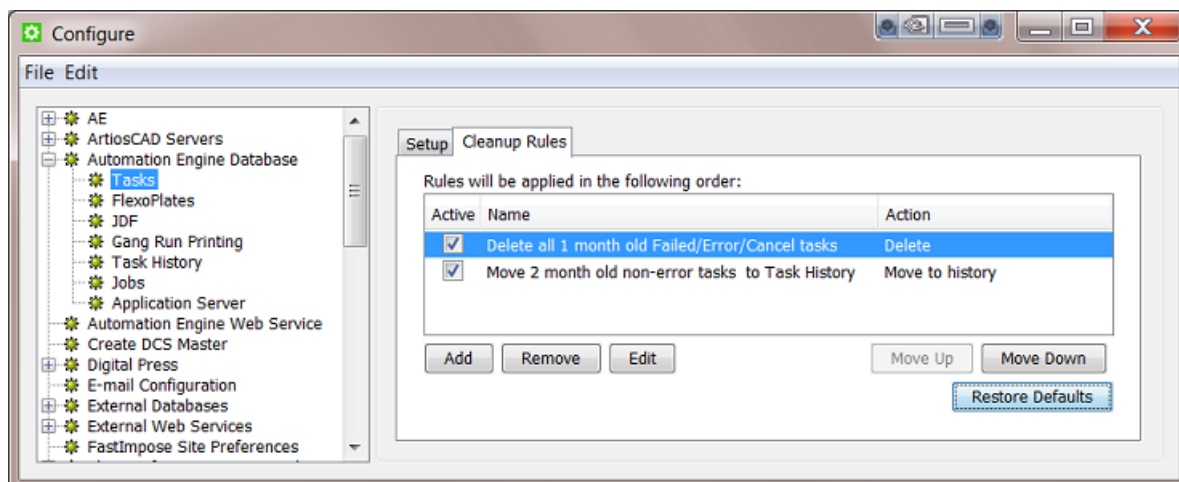 Configure
File Edit
AE
ArtiosCAD Servers
Automation Engine Database
Tasks
FlexoPlates
JDF
Gang Run Printing
Task History
Jobs
Application Server
Automation Engine Web Service
Create DCS Master
Digital Press
E-mail Configuration
External Databases
External Web Services
FastImpose Site Preferences
Setup Cleanup Rules
Rules will be applied in the following order:
Active Name Action
Delete all 1 month old Failed/Error/Cancel tasks Delete
Move 2 month old non-error tasks to Task History Move to history
Add Remove Edit Move Up Move Down
Restore Defaults